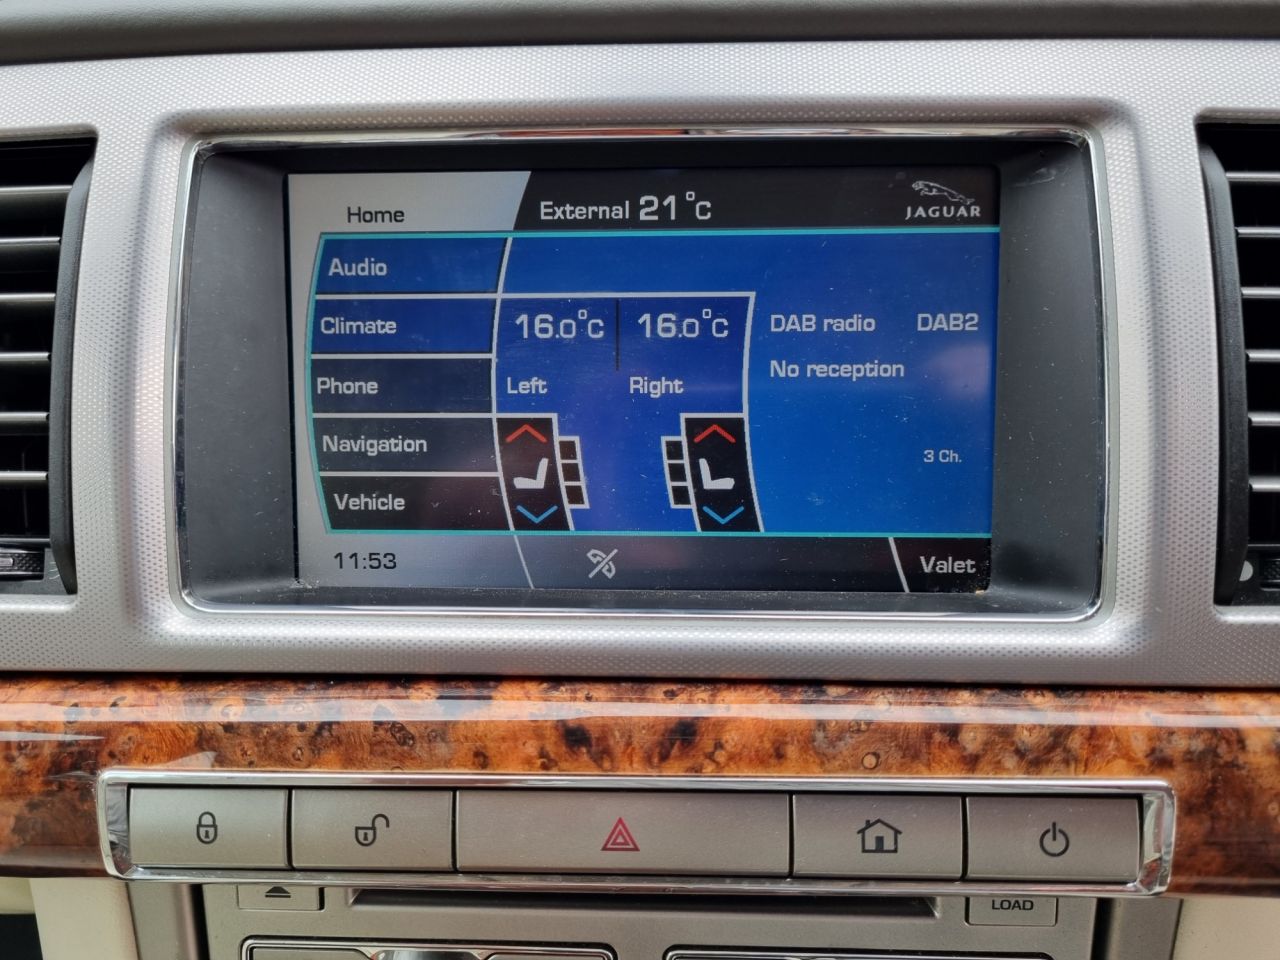 Home
External 21°C
JAGUAR
Audio
Climate
16.0°C
16.0°C
DAB radio
DAB2
No reception
Phone
Left
Right
Navigation
3 Ch.
Vehicle
11:53
Valet
LOAD